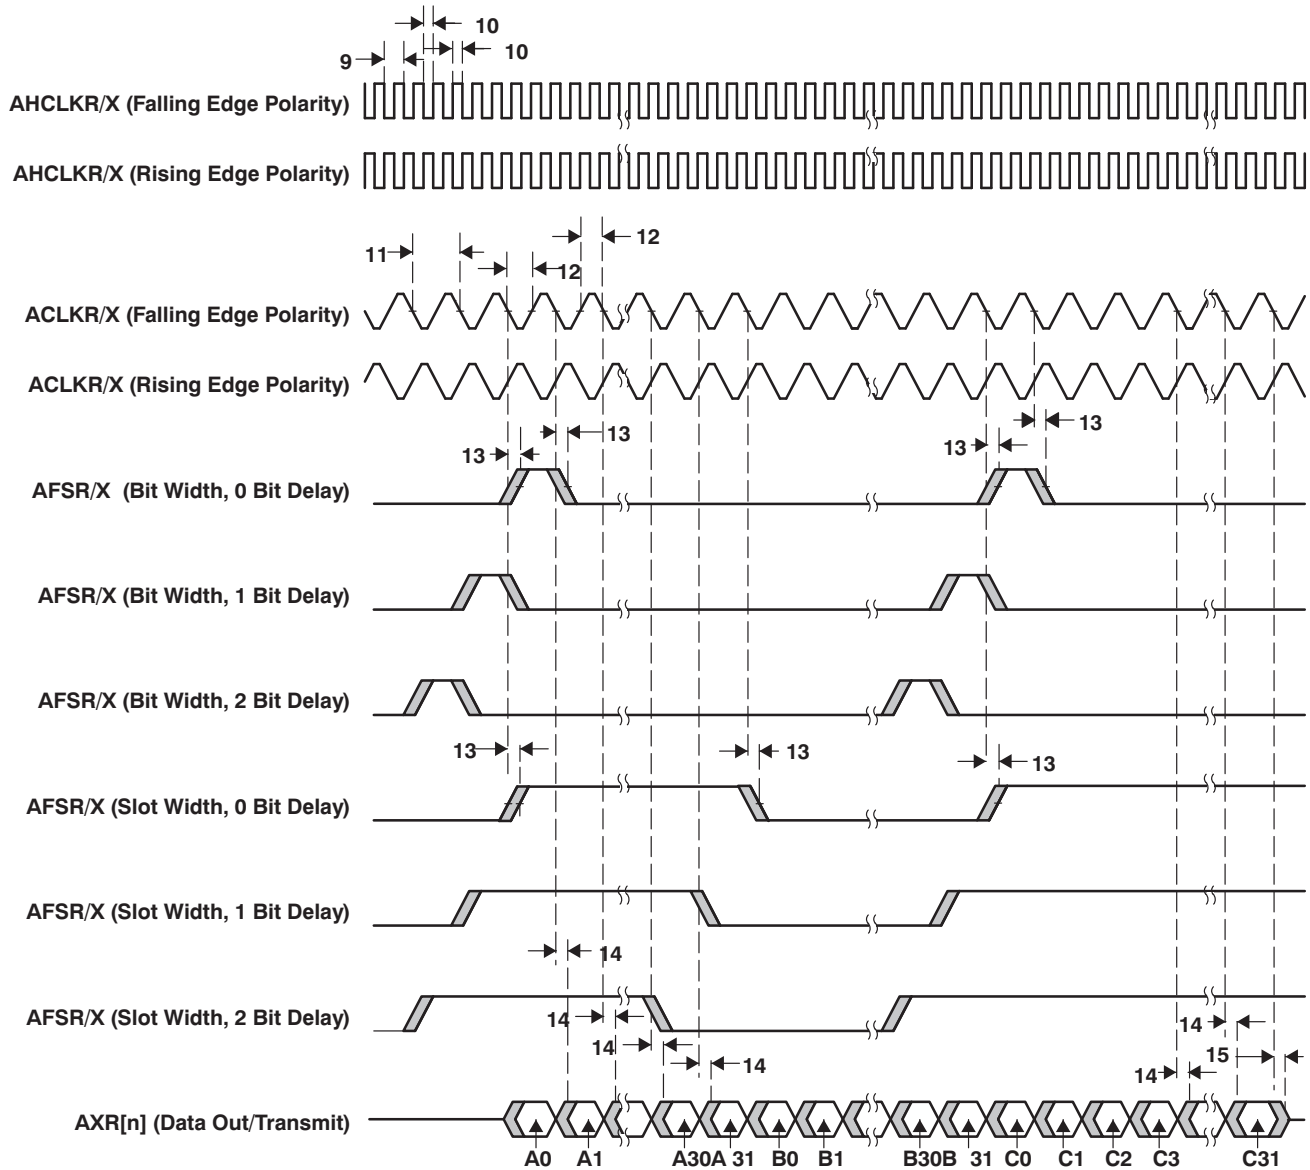 10
10
9
AHCLKR/X (Falling Edge Polarity)
AHCLKR/X (Rising Edge Polarity)
12
11
12
ACLKR/X (Falling Edge Polarity)
ACLKR/X (Rising Edge Polarity)
13
13
13
13
AFSR/X (Bit Width, 0 Bit Delay)
AFSR/X (Bit Width, 1 Bit Delay)
AFSR/X (Bit Width, 2 Bit Delay)
13
13
13
AFSR/X (Slot Width, 0 Bit Delay)
AFSR/X (Slot Width, 1 Bit Delay)
14
AFSR/X (Slot Width, 2 Bit Delay)
14
14
14
14
15
14
AXR[n] (Data Out/Transmit)
A0 A1 A30 A 31 B0 B1 B30 B 31 C0 C1 C2 C3 C31